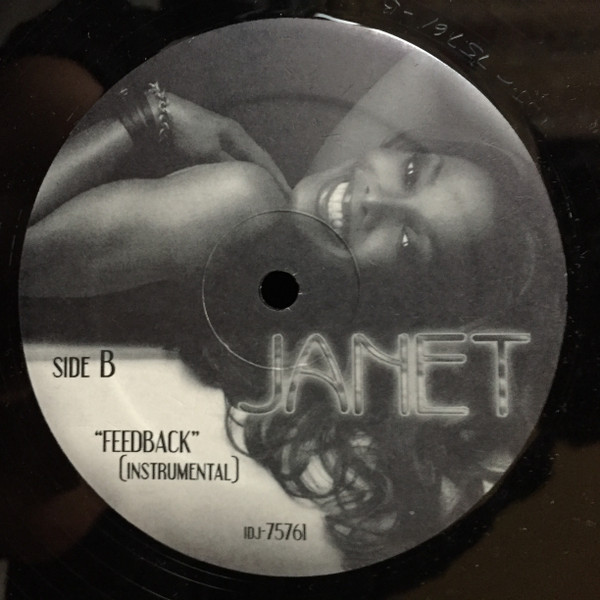 JANET
SIDE B
"FEEDBACK"
(INSTRUMENTAL)
IDJ-75761